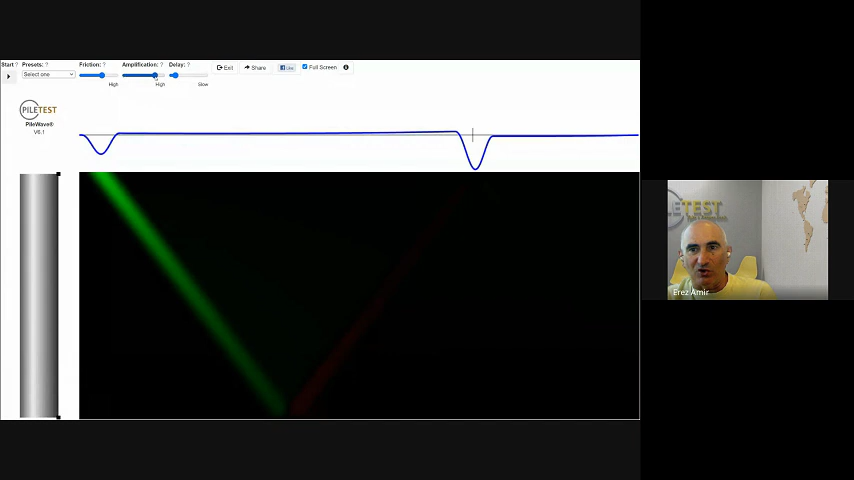 Start ? Presets: ? Friction: ? Amplification: ? Delay: ?
Select one
Exit
Share
Like
Full Screen
High High Slow
PILETEST
PileWave®
V6.1
PILETEST
Erez Amir